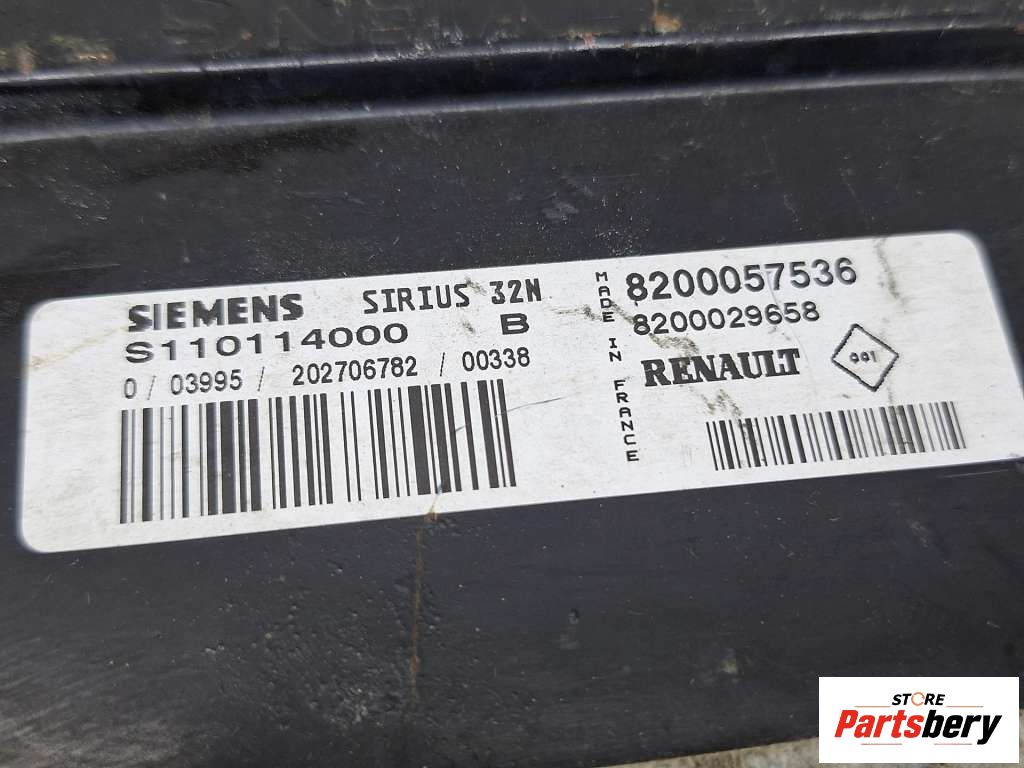 SIEMENS SIRIUS 32N
S110114000 B
0 / 03995 / 202706782 / 00338
MADE IN FRANCE
8200057536
8200029658
RENAULT
001
STORE
Partsbery